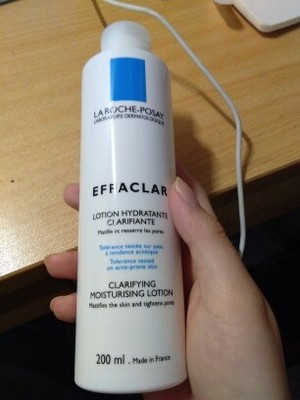 LA ROCHE-POSAY
LABORATOIRE DERMATOLOGIQUE
EFFACLAR
LOTION HYDRATANTE
CLARIFIANTE
Matifie et resserre les pores
Tolérance testée sur peau
à tendance acnéique
Tolerance tested
on acne-prone skin
CLARIFYING
MOISTURISING LOTION
Mattifies the skin and tightens pores
200 ml . Made in France